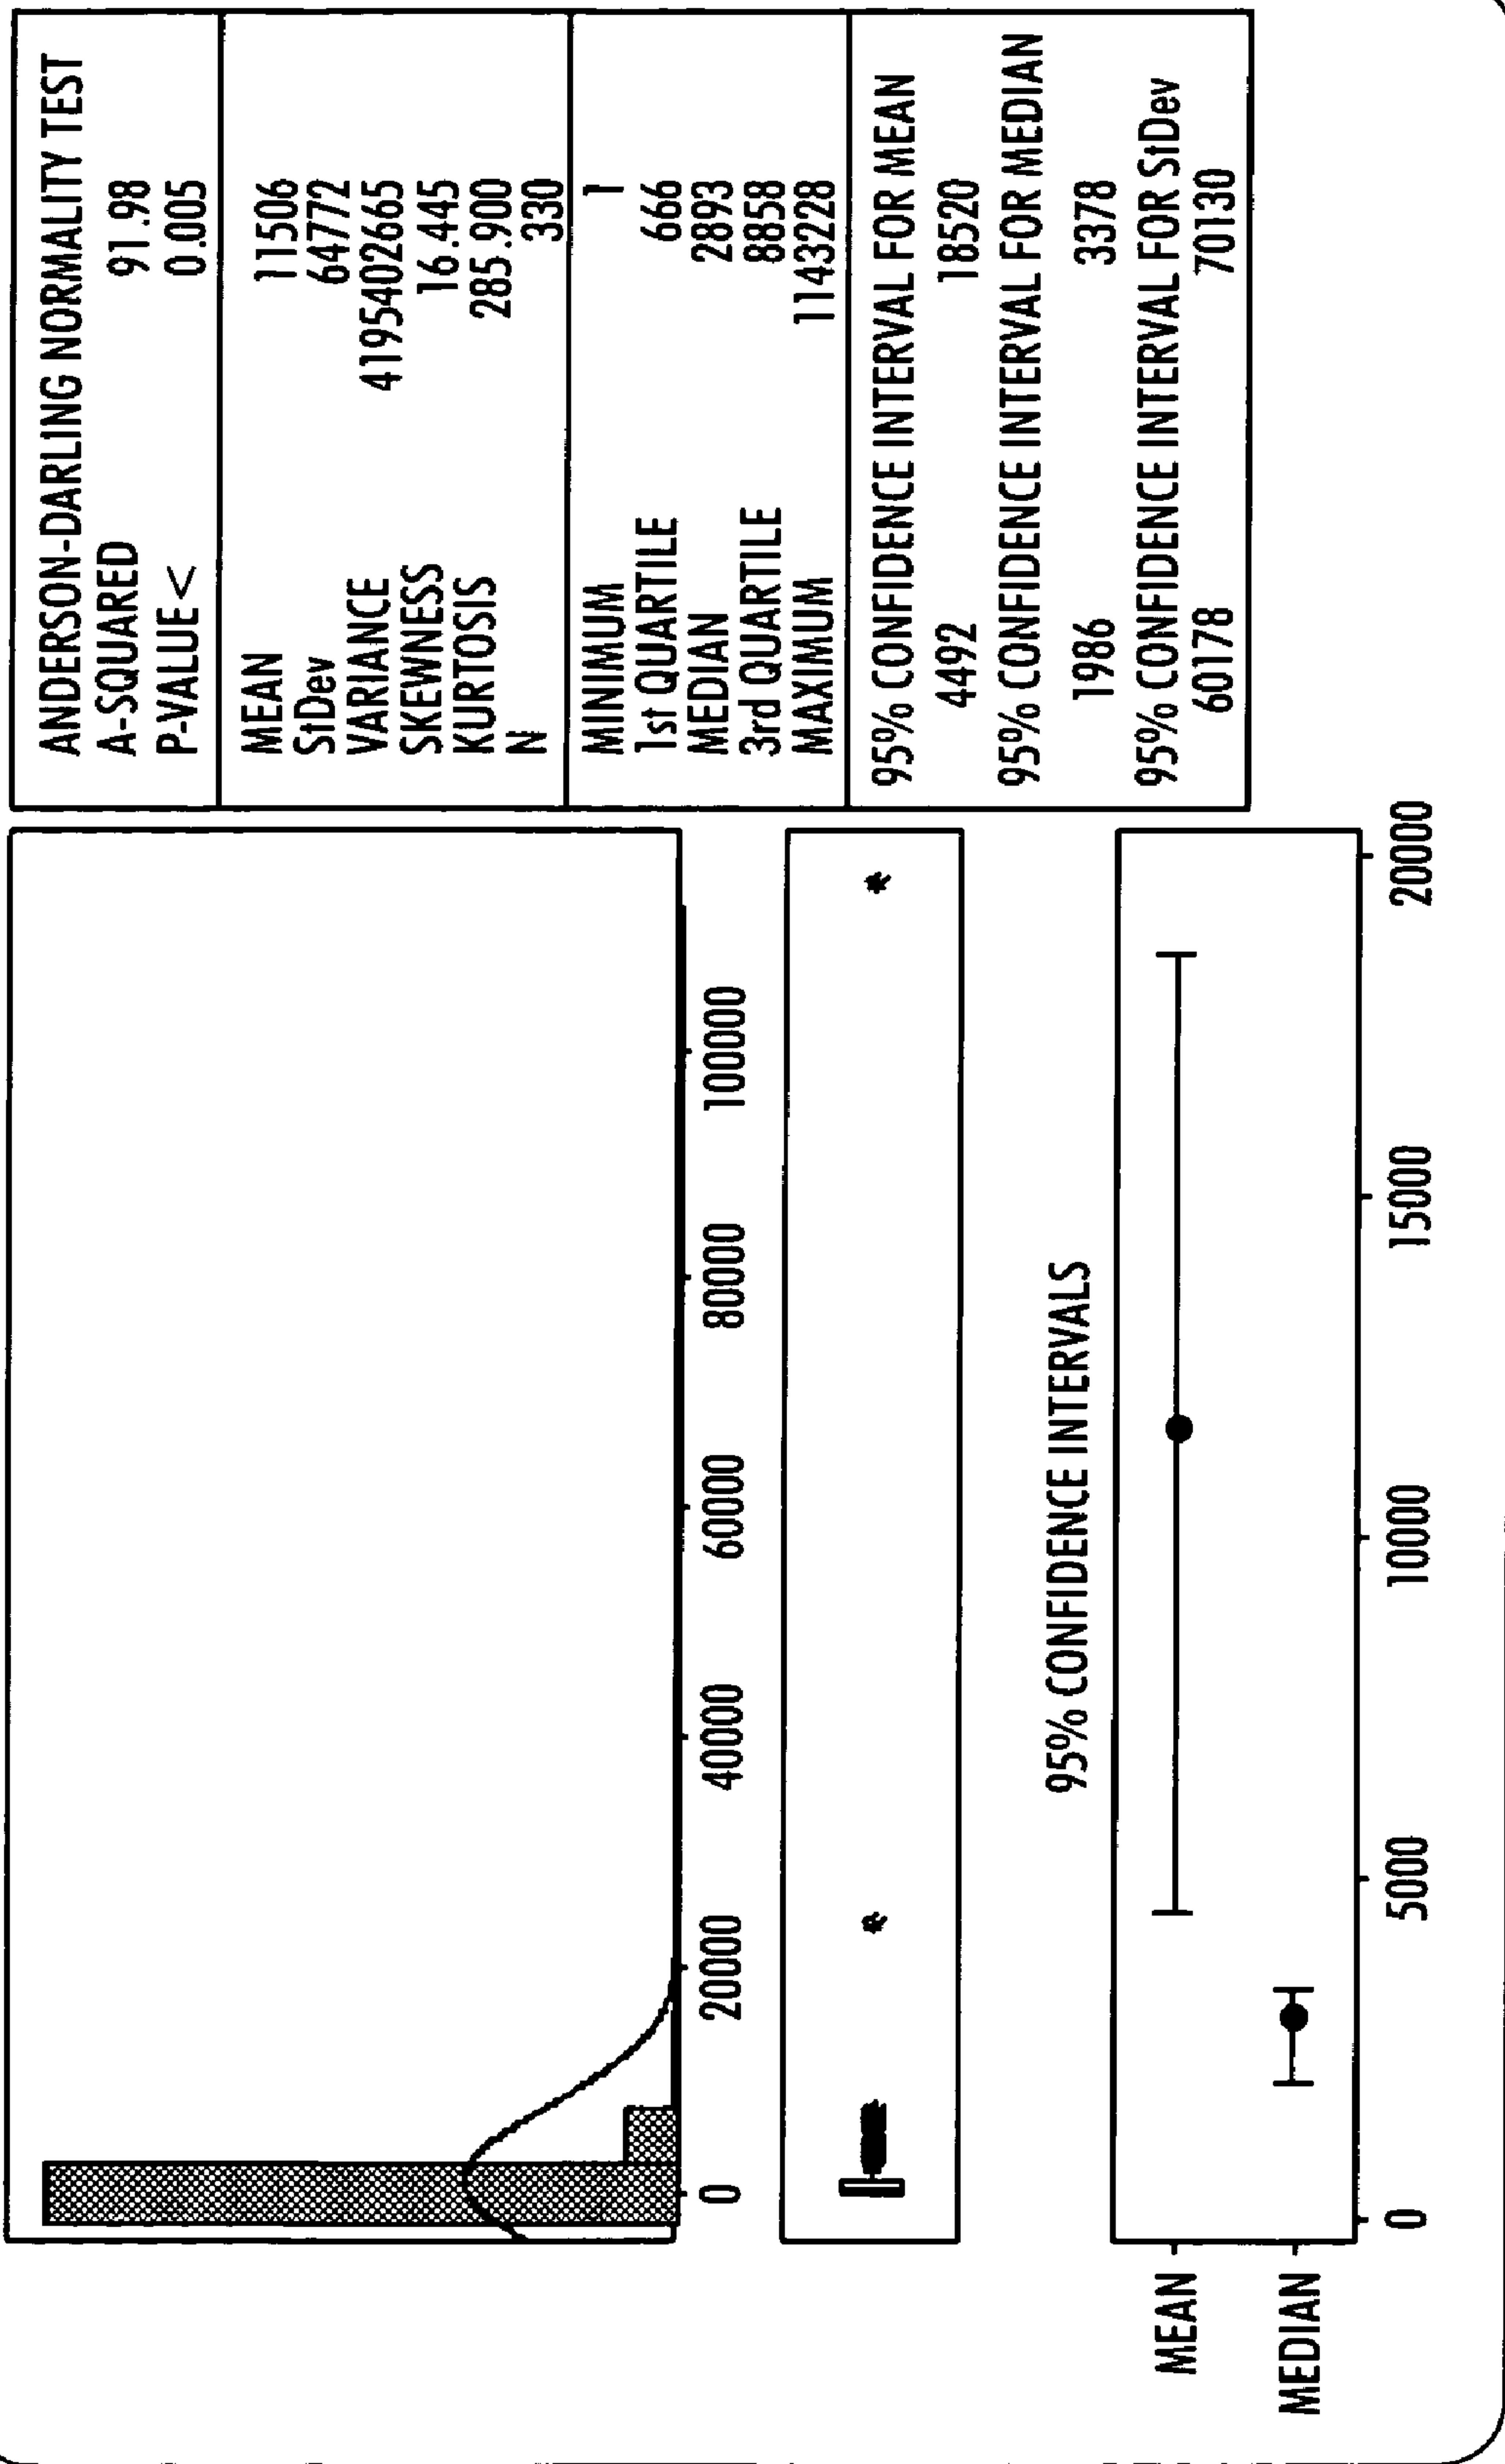 0 20000 40000 60000 80000 100000
95% CONFIDENCE INTERVALS
MEAN
MEDIAN
0 5000 10000 15000 20000
ANDERSON-DARLING NORMALITY TEST
A-SQUARED 91.98
P-VALUE< 0.005
MEAN 11506
StDev 64772
VARIANCE 4195402665
SKEWNESS 16.445
KURTOSIS 285.900
N 330
MINIMUM 1
1st QUARTILE 666
MEDIAN 2893
3rd QUARTILE 8858
MAXIMUM 1143228
95% CONFIDENCE INTERVAL FOR MEAN
4492 18520
95% CONFIDENCE INTERVAL FOR MEDIAN
1986 3378
95% CONFIDENCE INTERVAL FOR StDev
60178 70130